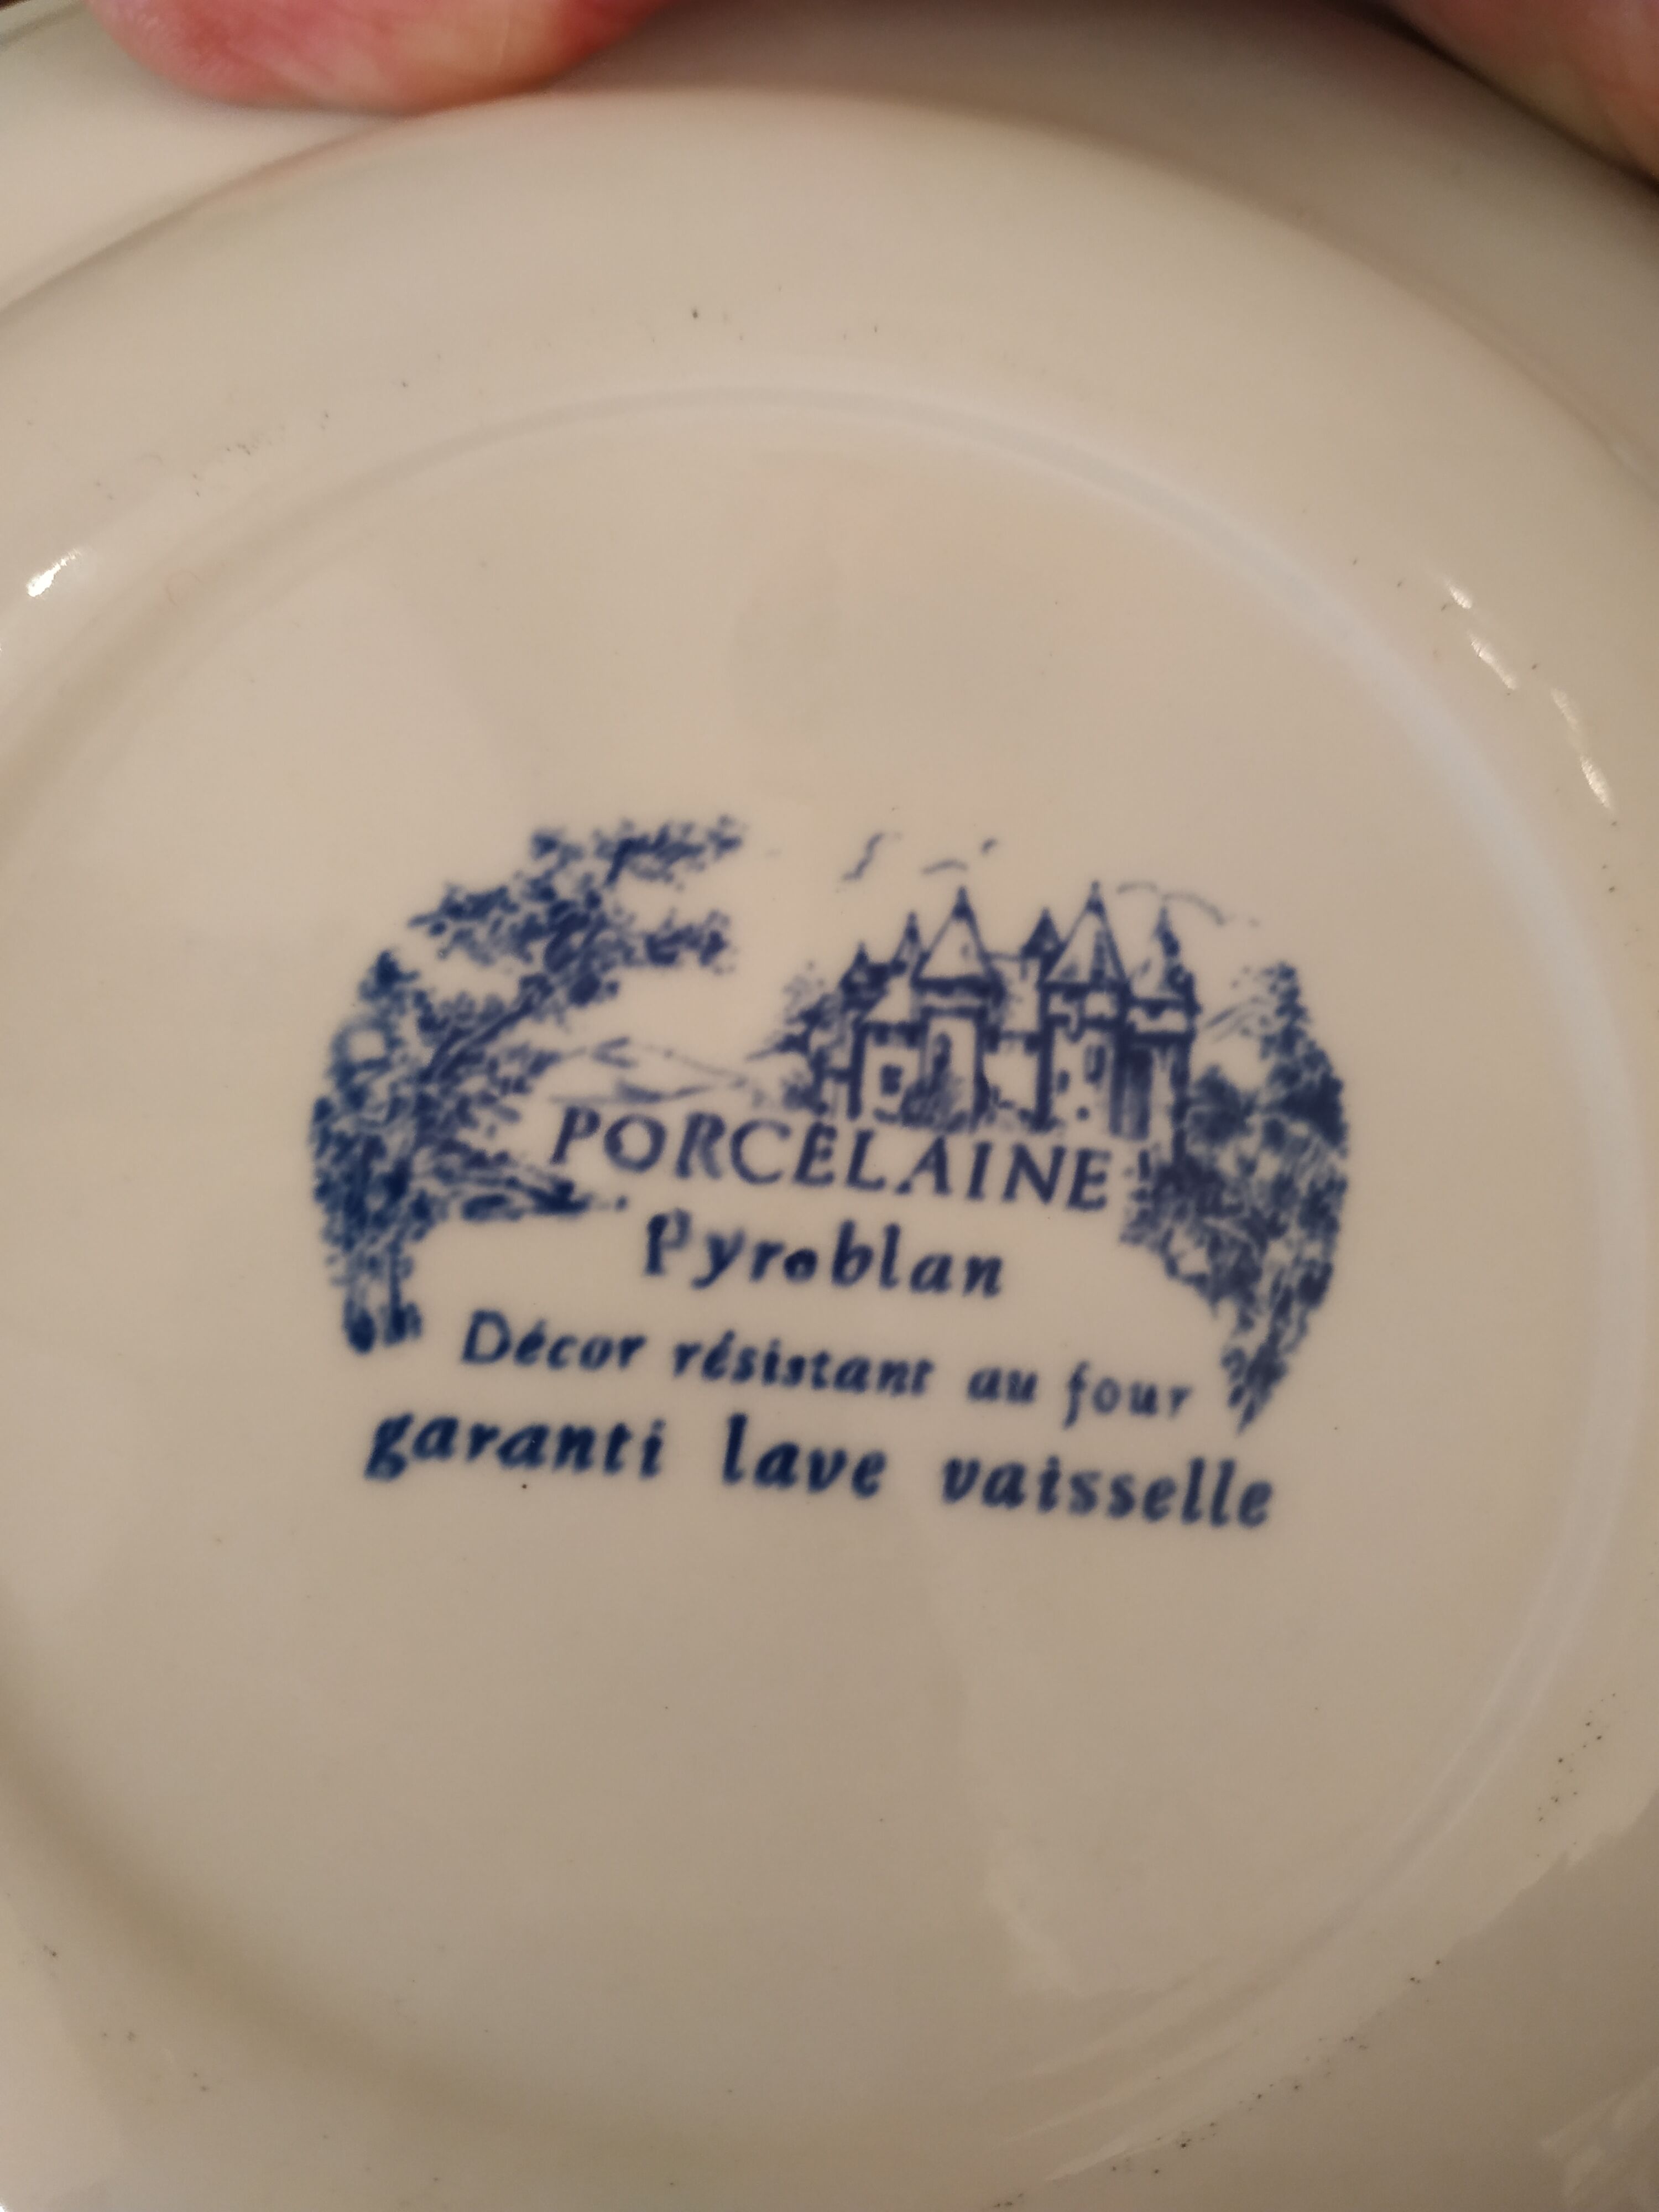 PORCELAINE
Pyroblan
Décor résistant au four
garanti lave vaisselle